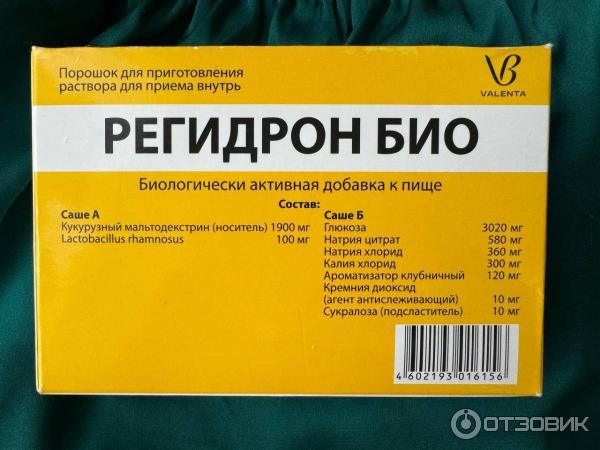 Порошок для приготовления
раствора для приема внутрь
VB
VALENTA
РЕГИДРОН БИО
Биологически активная добавка к пище
Состав:
Саше А
Кукурузный мальтодекстрин (носитель) 1900 мг
Lactobacillus rhamnosus 100 мг
Саше Б
Глюкоза 3020 мг
Натрия цитрат 580 мг
Натрия хлорид 360 мг
Калия хлорид 300 мг
Ароматизатор клубничный 120 мг
Кремния диоксид
(агент антислеживающий) 10 мг
Сукралоза (подсластитель) 10 мг
4 602193 016156
ОТЗОВИК